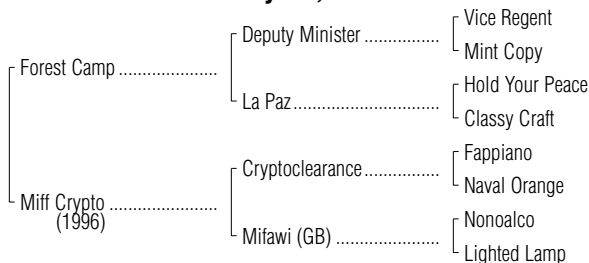 Vice Regent
Deputy Minister ..................
Mint Copy
Forest Camp .......................
Hold Your Peace
La Paz...................................
Classy Craft
Fappiano
Cryptoclearance..................
Naval Orange
Miff Crypto .........................
(1996)
Nonoalco
Mifawi (GB) .........................
Lighted Lamp